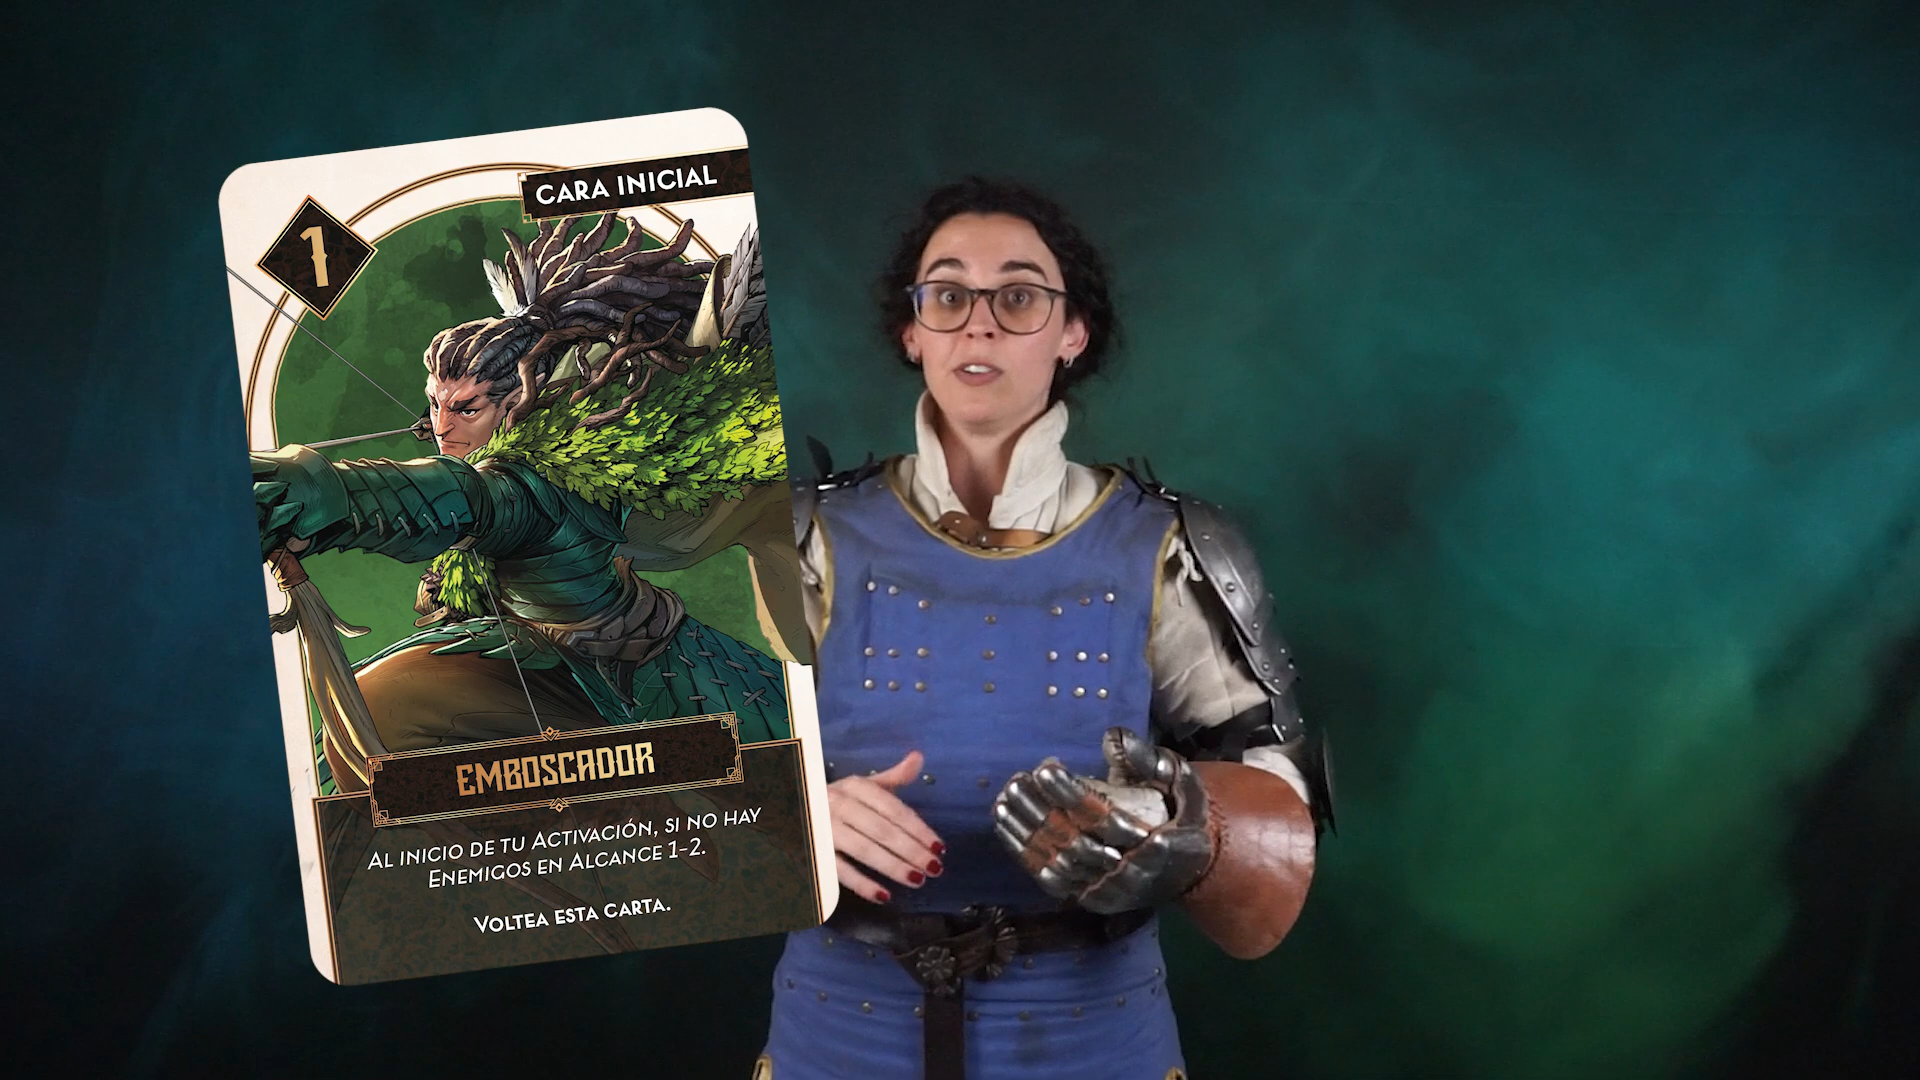 CARA INICIAL
1
EMBOSCADOR
AL INICIO DE TU ACTIVACIÓN, SI NO HAY
ENEMIGOS EN ALCANCE 1-2.
VOLTEA ESTA CARTA.